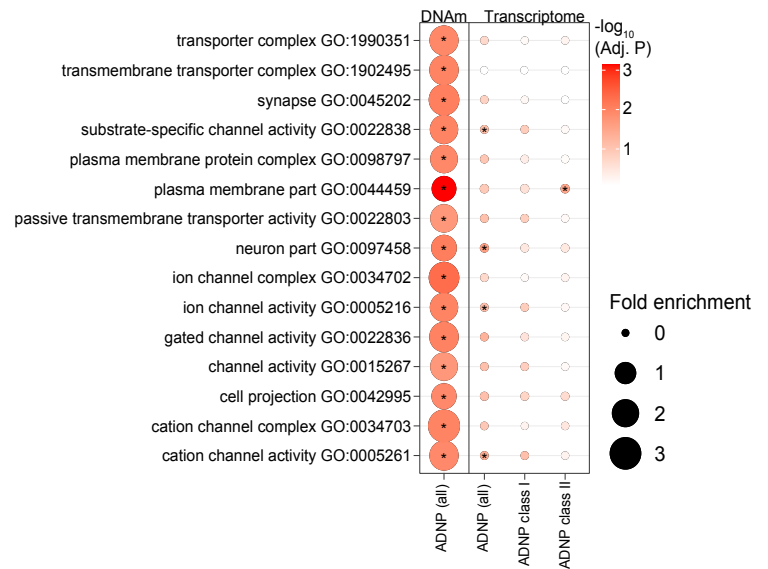 DNAm Transcriptome
transporter complex GO:1990351
transmembrane transporter complex GO:1902495
synapse GO:0045202
substrate-specific channel activity GO:0022838
plasma membrane protein complex GO:0098797
plasma membrane part GO:0044459
passive transmembrane transporter activity GO:0022803
neuron part GO:0097458
ion channel complex GO:0034702
ion channel activity GO:0005216
gated channel activity GO:0022836
channel activity GO:0015267
cell projection GO:0042995
cation channel complex GO:0034703
cation channel activity GO:0005261
ADNP (all)
ADNP (all)
ADNP class I
ADNP class II
-log10
(Adj. P)
3
2
1
Fold enrichment
0
1
2
3